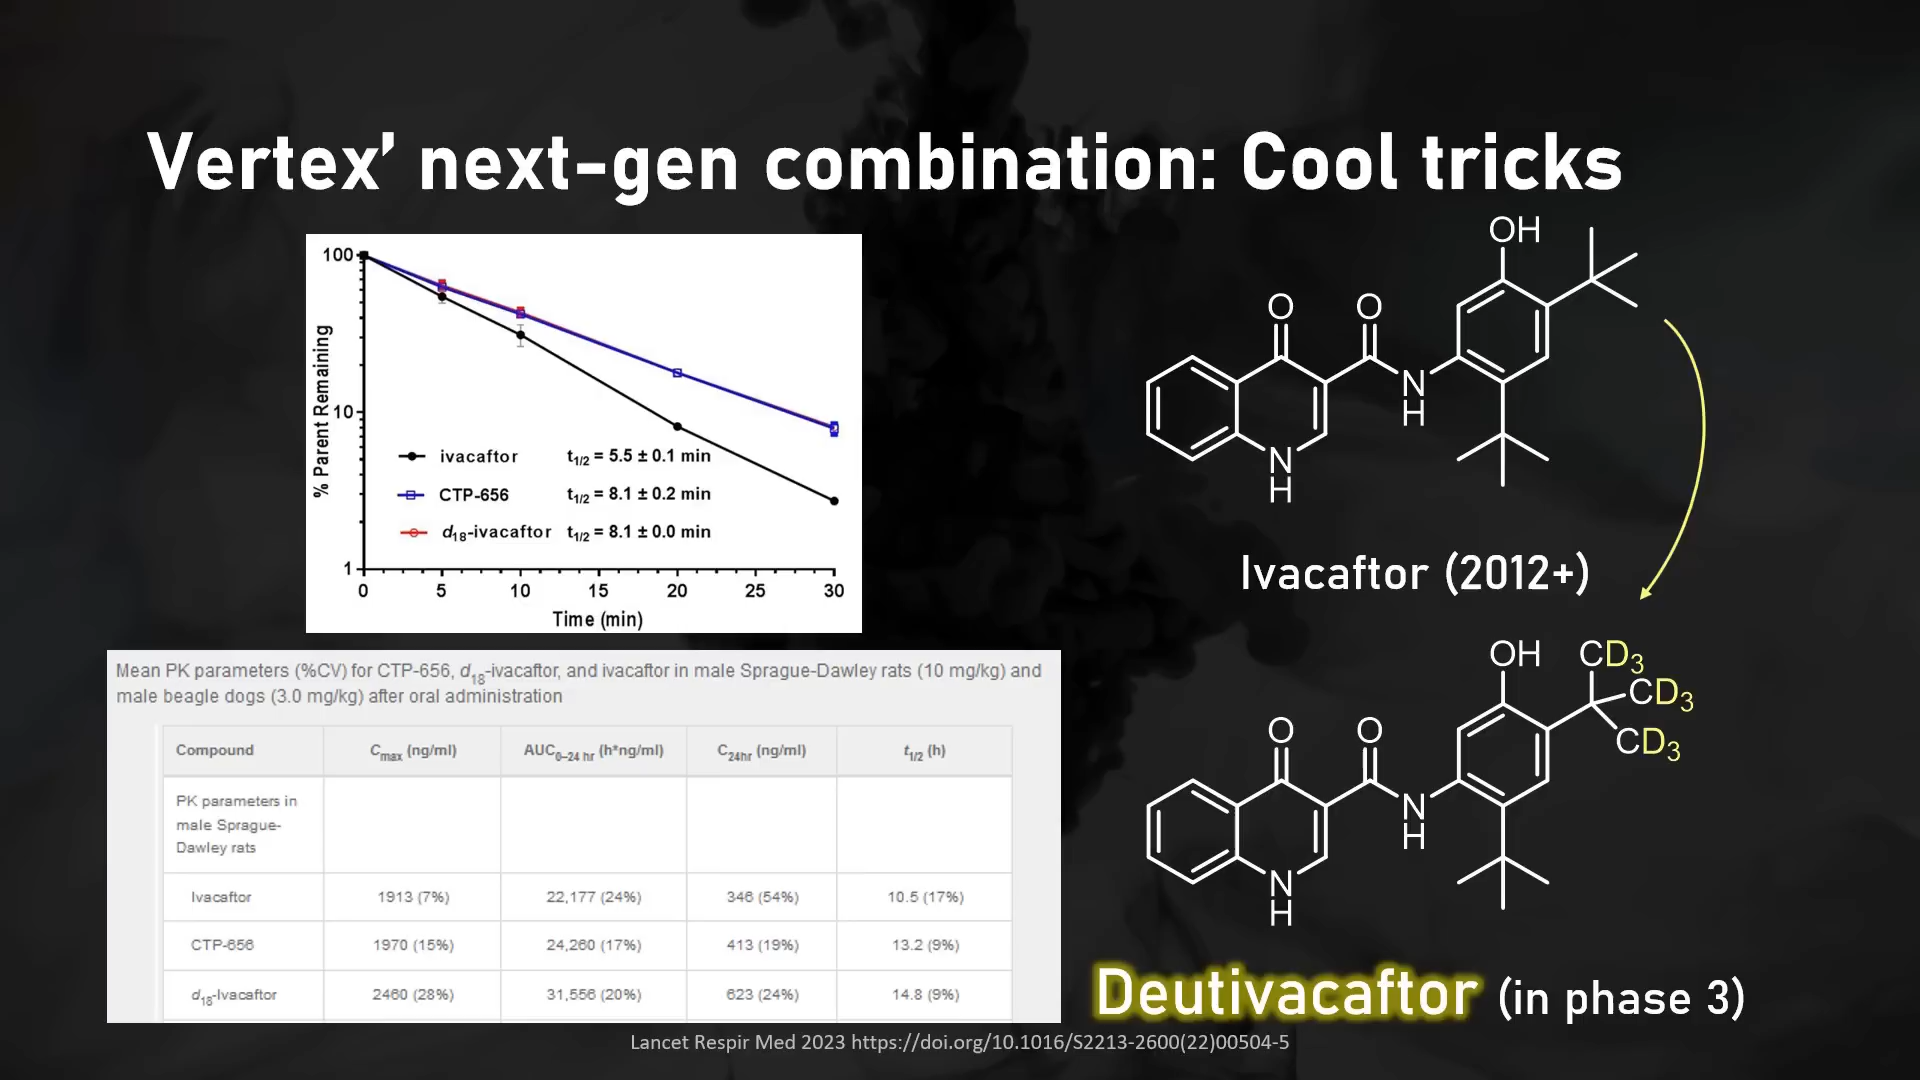 Vertex’ next-gen combination: Cool tricks
100
10
1
% Parent Remaining
ivacaftor t1/2 = 5.5 ± 0.1 min
CTP-656 t1/2 = 8.1 ± 0.2 min
d18-ivacaftor t1/2 = 8.1 ± 0.0 min
0 5 10 15 20 25 30
Time (min)
Mean PK parameters (%CV) for CTP-656, d18-ivacaftor, and ivacaftor in male Sprague-Dawley rats (10 mg/kg) and
male beagle dogs (3.0 mg/kg) after oral administration
Compound Cmax (ng/ml) AUC0–24 hr (h*ng/ml) C24hr (ng/ml) t1/2 (h)
PK parameters in
male Sprague-
Dawley rats
Ivacaftor 1913 (7%) 22,177 (24%) 346 (54%) 10.5 (17%)
CTP-656 1970 (15%) 24,260 (17%) 413 (19%) 13.2 (9%)
d18-Ivacaftor 2460 (28%) 31,556 (20%) 623 (24%) 14.8 (9%)
OH
O O
N
H
N
H
Ivacaftor (2012+)
OH CD3
CD3
CD3
O O
N
H
N
H
Deutivacaftor (in phase 3)
Lancet Respir Med 2023 https://doi.org/10.1016/S2213-2600(22)00504-5